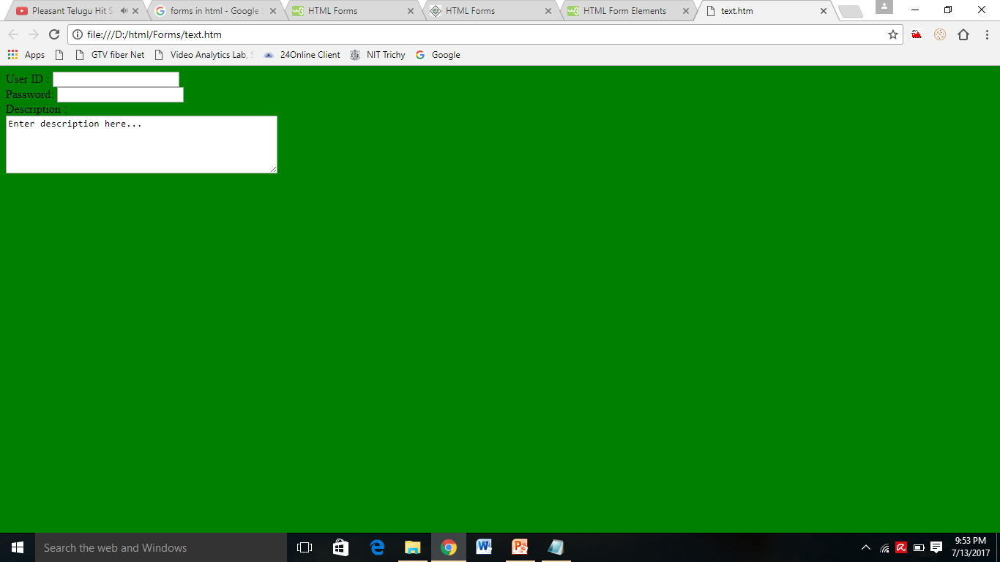 Pleasant Telugu Hit S
forms in html - Google S
HTML Forms
HTML Forms
HTML Form Elements
text.htm
file:///D:/html/Forms/text.htm
Apps
GTV fiber Net
Video Analytics Lab, S
24Online Client
NIT Trichy
Google
User ID :
Password:
Description :
Enter description here...
Search the web and Windows
9:53 PM
7/13/2017